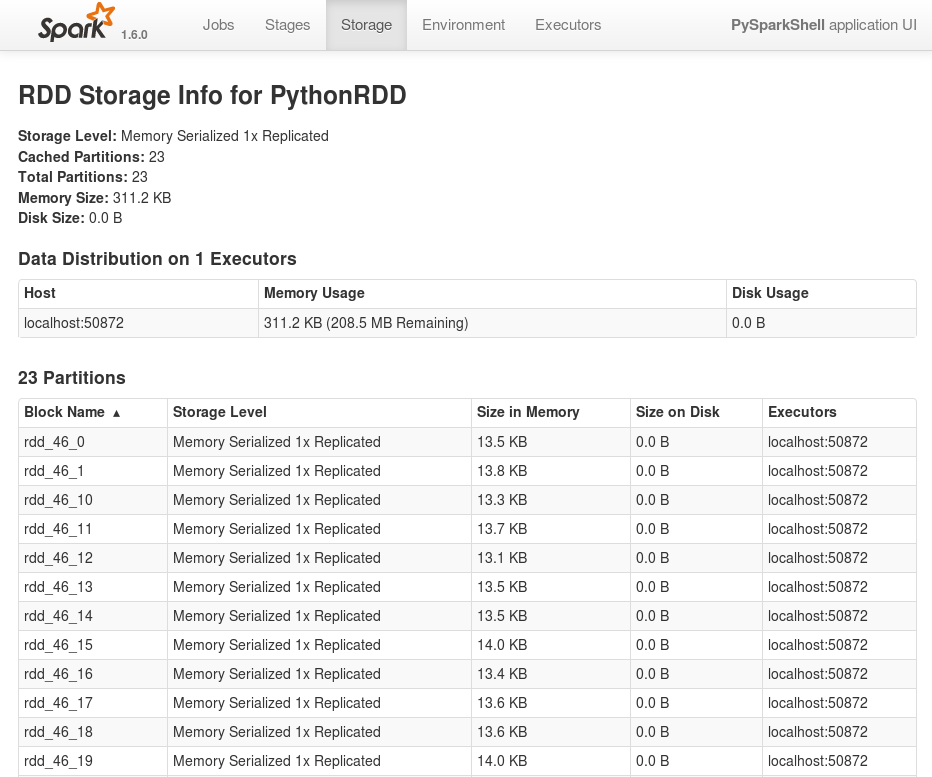 Spark 1.6.0 Jobs Stages Storage Environment Executors PySparkShell application UI
RDD Storage Info for PythonRDD
Storage Level: Memory Serialized 1x Replicated
Cached Partitions: 23
Total Partitions: 23
Memory Size: 311.2 KB
Disk Size: 0.0 B
Data Distribution on 1 Executors
Host Memory Usage Disk Usage
localhost:50872 311.2 KB (208.5 MB Remaining) 0.0 B
23 Partitions
Block Name ▲ Storage Level Size in Memory Size on Disk Executors
rdd_46_0 Memory Serialized 1x Replicated 13.5 KB 0.0 B localhost:50872
rdd_46_1 Memory Serialized 1x Replicated 13.8 KB 0.0 B localhost:50872
rdd_46_10 Memory Serialized 1x Replicated 13.3 KB 0.0 B localhost:50872
rdd_46_11 Memory Serialized 1x Replicated 13.7 KB 0.0 B localhost:50872
rdd_46_12 Memory Serialized 1x Replicated 13.1 KB 0.0 B localhost:50872
rdd_46_13 Memory Serialized 1x Replicated 13.5 KB 0.0 B localhost:50872
rdd_46_14 Memory Serialized 1x Replicated 13.5 KB 0.0 B localhost:50872
rdd_46_15 Memory Serialized 1x Replicated 14.0 KB 0.0 B localhost:50872
rdd_46_16 Memory Serialized 1x Replicated 13.4 KB 0.0 B localhost:50872
rdd_46_17 Memory Serialized 1x Replicated 13.6 KB 0.0 B localhost:50872
rdd_46_18 Memory Serialized 1x Replicated 13.6 KB 0.0 B localhost:50872
rdd_46_19 Memory Serialized 1x Replicated 14.0 KB 0.0 B localhost:50872